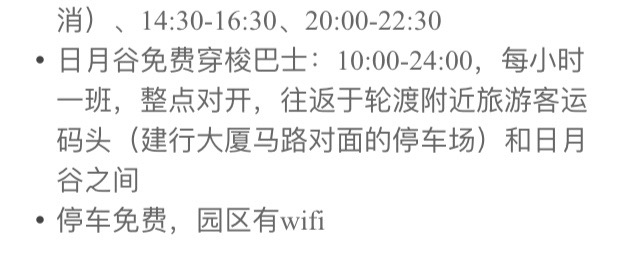 消）、14:30-16:30、20:00-22:30
• 日月谷免费穿梭巴士：10:00-24:00，每小时
一班，整点对开，往返于轮渡附近旅游客运
码头（建行大厦马路对面的停车场）和日月
谷之间
• 停车免费，园区有wifi